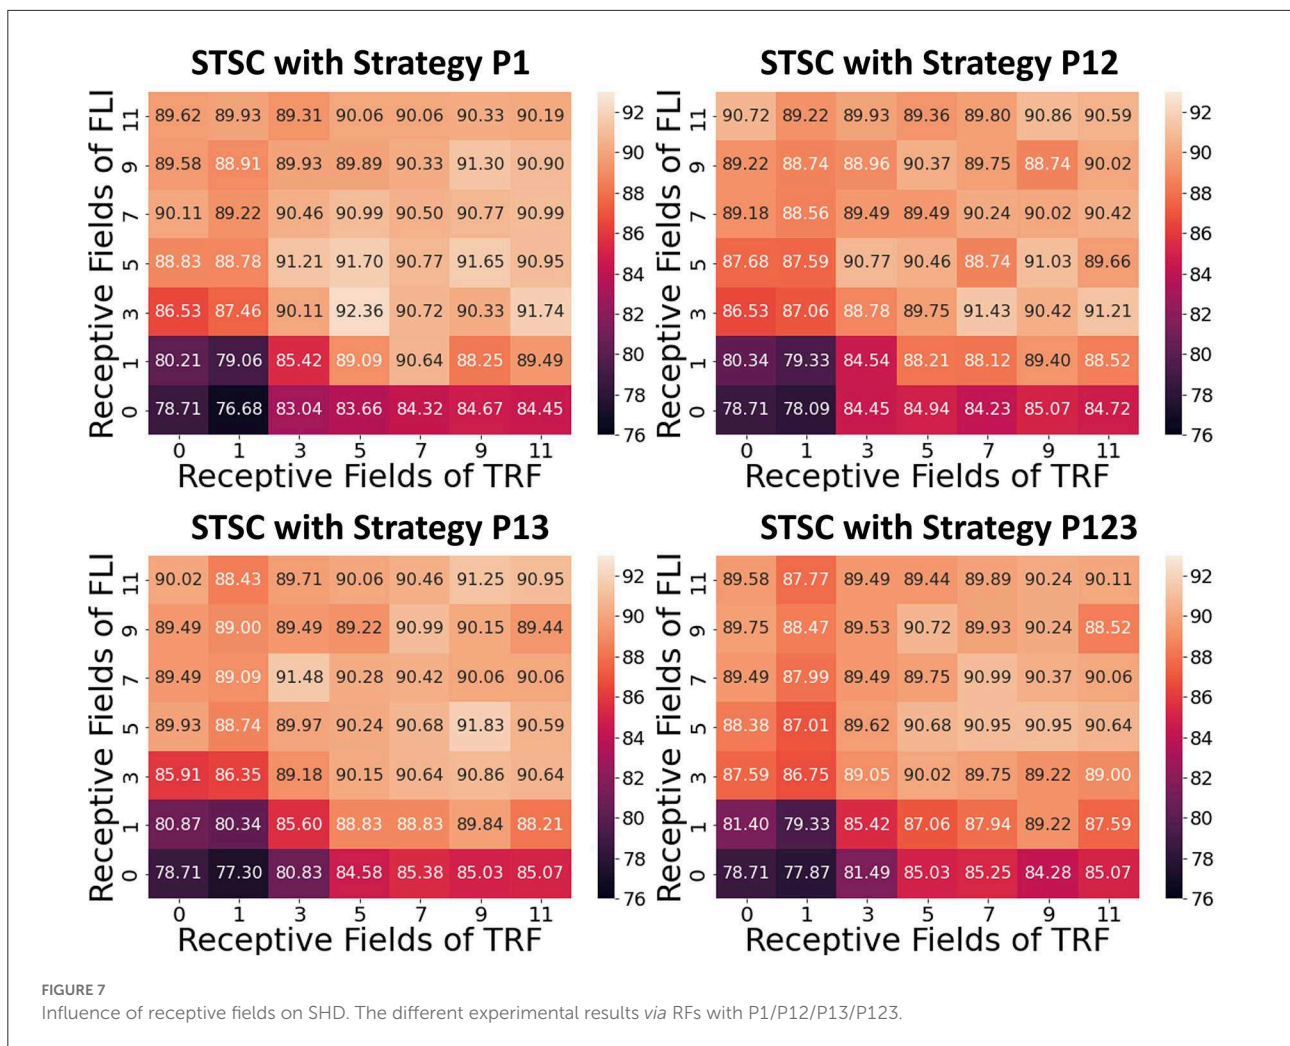 STSC with Strategy P1
Receptive Fields of FLI
11 89.62 89.93 89.31 90.06 90.06 90.33 90.19
9 89.58 88.91 89.93 89.89 90.33 91.30 90.90
7 90.11 89.22 90.46 90.99 90.50 90.77 90.99
5 88.83 88.78 91.21 91.70 90.77 91.65 90.95
3 86.53 87.46 90.11 92.36 90.72 90.33 91.74
1 80.21 79.06 85.42 89.09 90.64 88.25 89.49
0 78.71 76.68 83.04 83.66 84.32 84.67 84.45
0 1 3 5 7 9 11
Receptive Fields of TRF
92
90
88
86
84
82
80
78
76
STSC with Strategy P12
Receptive Fields of FLI
11 90.72 89.22 89.93 89.36 89.80 90.86 90.59
9 89.22 88.74 88.96 90.37 89.75 88.74 90.02
7 89.18 88.56 89.49 89.49 90.24 90.02 90.42
5 87.68 87.59 90.77 90.46 88.74 91.03 89.66
3 86.53 87.06 88.78 89.75 91.43 90.42 91.21
1 80.34 79.33 84.54 88.21 88.12 89.40 88.52
0 78.71 78.09 84.45 84.94 84.23 85.07 84.72
0 1 3 5 7 9 11
Receptive Fields of TRF
92
90
88
86
84
82
80
78
76
STSC with Strategy P13
Receptive Fields of FLI
11 90.02 88.43 89.71 90.06 90.46 91.25 90.95
9 89.49 89.00 89.49 89.22 90.99 90.15 89.44
7 89.49 89.09 91.48 90.28 90.42 90.06 90.06
5 89.93 88.74 89.97 90.24 90.68 91.83 90.59
3 85.91 86.35 89.18 90.15 90.64 90.86 90.64
1 80.87 80.34 85.60 88.83 88.83 89.84 88.21
0 78.71 77.30 80.83 84.58 85.38 85.03 85.07
0 1 3 5 7 9 11
Receptive Fields of TRF
92
90
88
86
84
82
80
78
76
STSC with Strategy P123
Receptive Fields of FLI
11 89.58 87.77 89.49 89.44 89.89 90.24 90.11
9 89.75 88.47 89.53 90.72 89.93 90.24 88.52
7 89.49 87.99 89.49 89.75 90.99 90.37 90.06
5 88.38 87.01 89.62 90.68 90.95 90.95 90.64
3 87.59 86.75 89.05 90.02 89.75 89.22 89.00
1 81.40 79.33 85.42 87.06 87.94 89.22 87.59
0 78.71 77.87 81.49 85.03 85.25 84.28 85.07
0 1 3 5 7 9 11
Receptive Fields of TRF
92
90
88
86
84
82
80
78
76
FIGURE 7
Influence of receptive fields on SHD. The different experimental results via RFs with P1/P12/P13/P123.